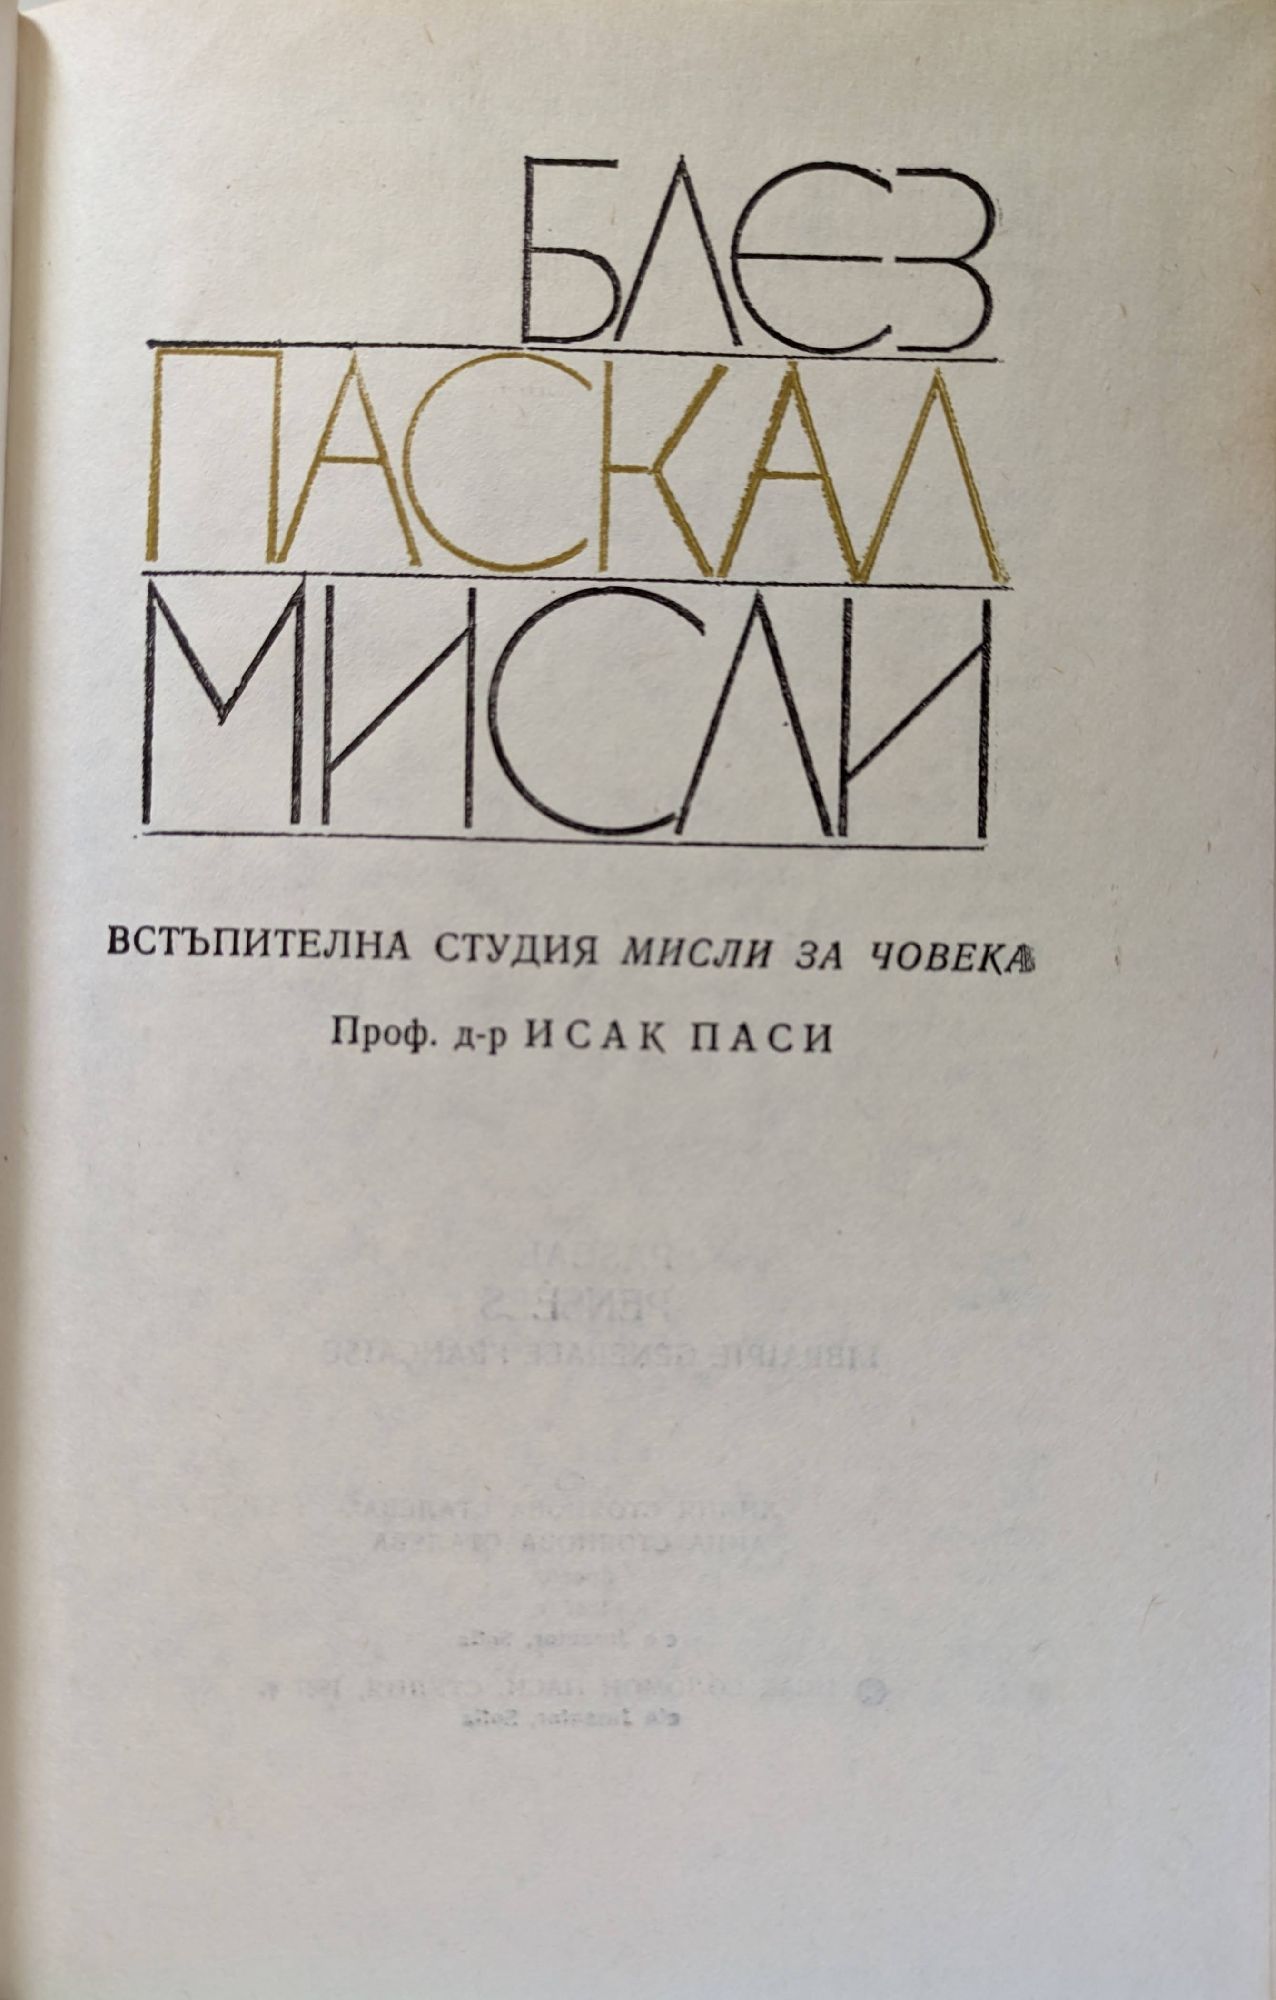 БЛЕЗ
ПАСКАЛ
МИСЛИ
ВСТЪПИТЕЛНА СТУДИЯ МИСЛИ ЗА ЧОВЕКА
Проф. д-р ИСАК ПАСИ